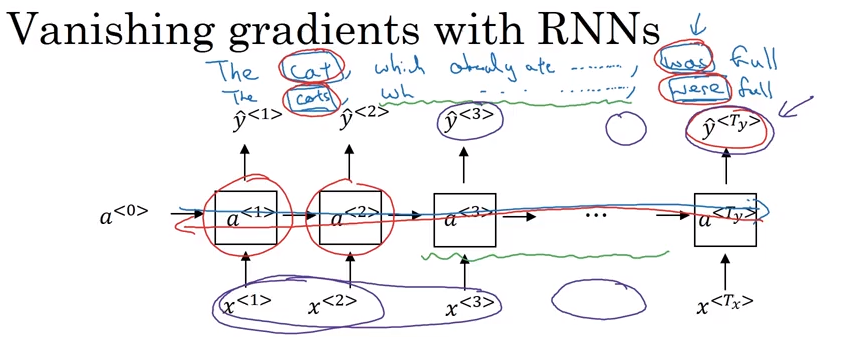 Vanishing gradients with RNNs
The cat, which already ate ........, was full
The cats, wh ... ......, were full
ŷ<1> ŷ<2> ŷ<3> ŷ<Ty>
a<0> a<1> a<2> a<3> ... a<Ty>
x<1> x<2> x<3> x<Tx>